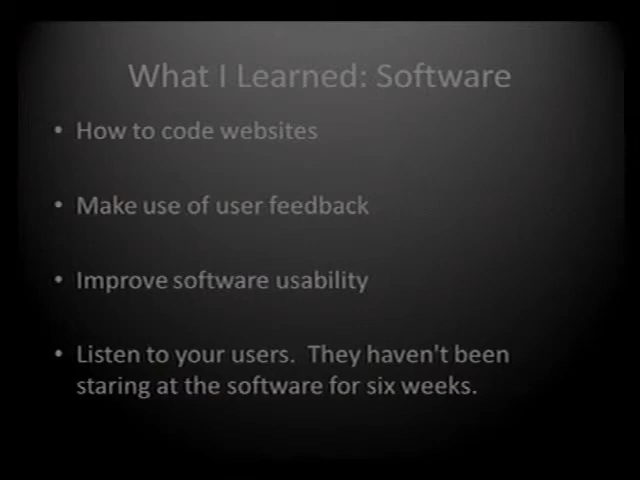 What I Learned: Software
• How to code websites
• Make use of user feedback
• Improve software usability
• Listen to your users.  They haven't been
staring at the software for six weeks.